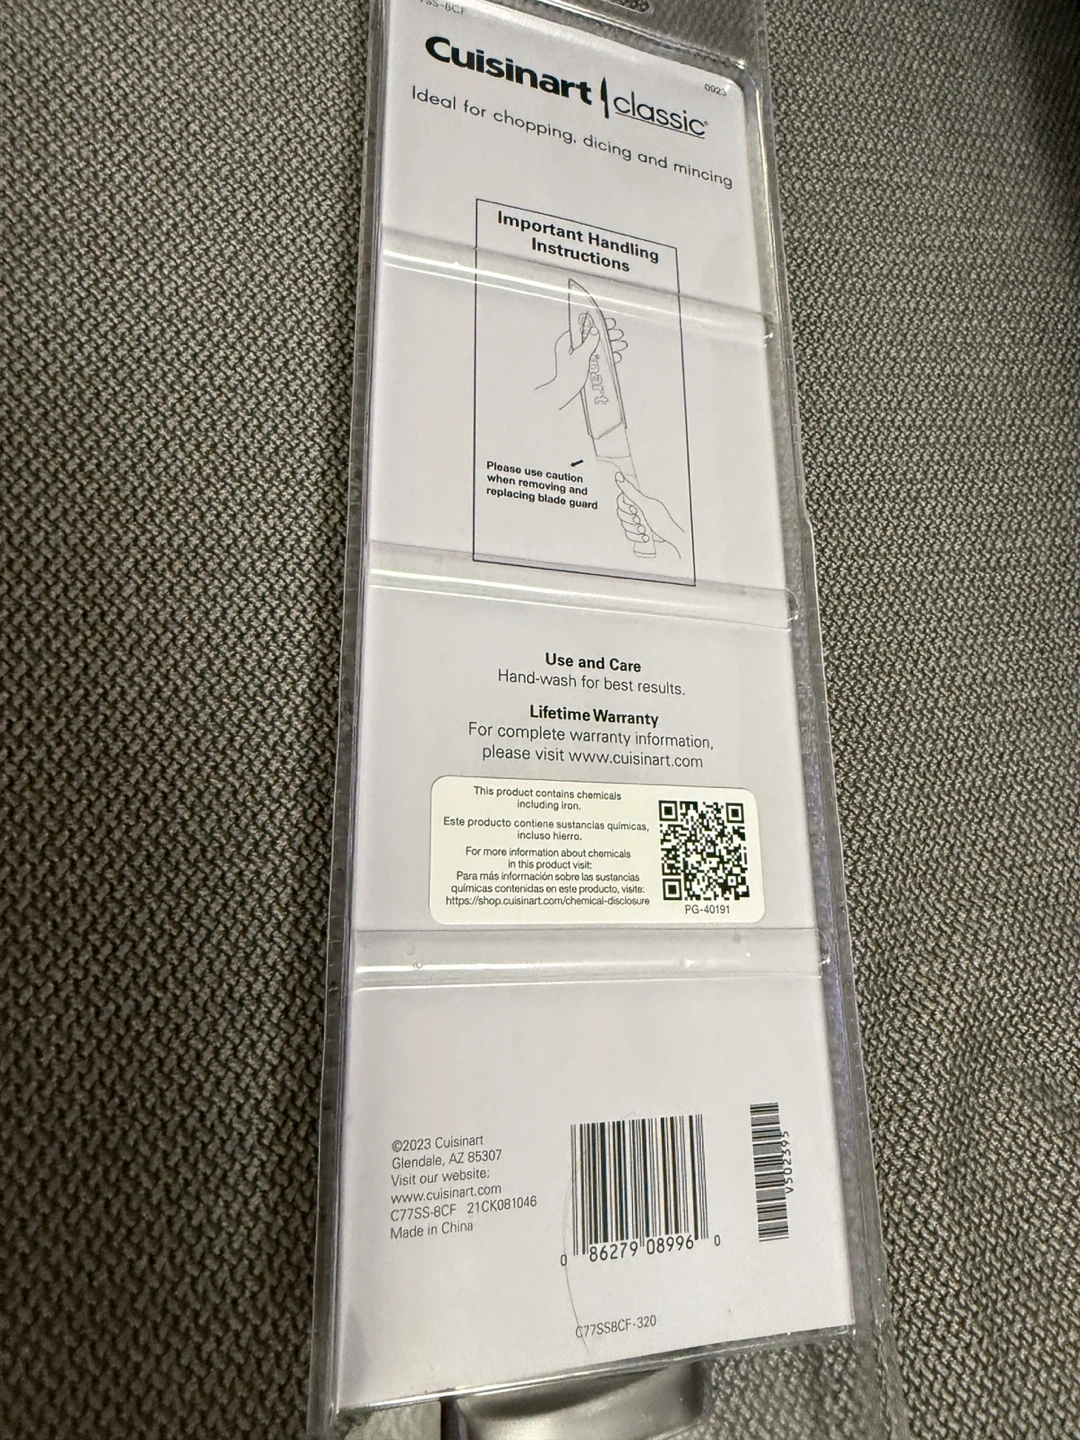 Cuisinart classic®
0923
Ideal for chopping, dicing and mincing
Important Handling
Instructions
inart
Please use caution
when removing and
replacing blade guard
Use and Care
Hand-wash for best results.
Lifetime Warranty
For complete warranty information,
please visit www.cuisinart.com
This product contains chemicals
including iron.
Este producto contiene sustancias químicas,
incluso hierro.
For more information about chemicals
in this product visit:
Para más información sobre las sustancias
químicas contenidas en este producto, visite:
https://shop.cuisinart.com/chemical-disclosure
PG-40191
©2023 Cuisinart
Glendale, AZ 85307
Visit our website:
www.cuisinart.com
C77SS-8CF 21CK081046
Made in China
0 86279 08996 0
V502395
C77SS8CF-320